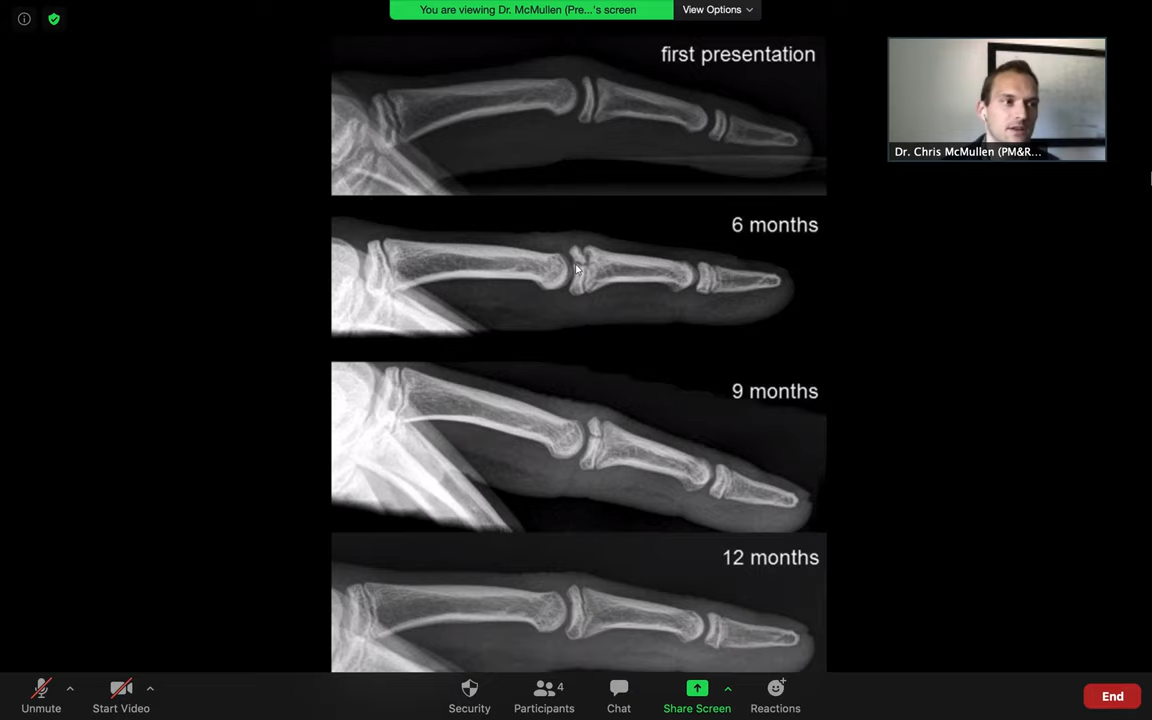 You are viewing Dr. McMullen (Pre...'s screen
View Options
first presentation
Dr. Chris McMullen (PM&R...
6 months
9 months
12 months
Unmute
Start Video
Security
4
Participants
Chat
Share Screen
Reactions
End